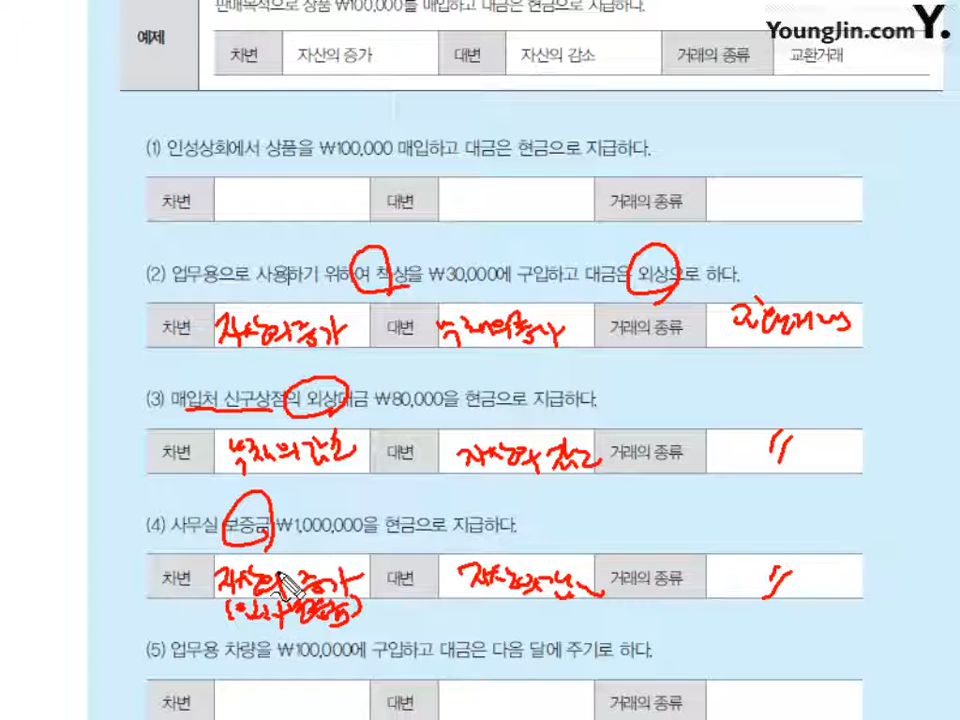 판매목적으로 상품 ₩100,000를 매입하고 대금은 현금으로 지급하다.
YoungJin.com Y.
예제
차변 자산의 증가 대변 자산의 감소 거래의 종류 교환거래
(1) 인성상회에서 상품을 ₩100,000 매입하고 대금은 현금으로 지급하다.
차변 대변 거래의 종류
(2) 업무용으로 사용하기 위하여 책상을 ₩30,000에 구입하고 대금은 외상으로 하다.
차변 자산의 증가 대변 부채의 증가 거래의 종류 교환거래
(3) 매입처 신구상점의 외상대금 ₩80,000을 현금으로 지급하다.
차변 부채의 감소 대변 자산의 감소 거래의 종류 〃
(4) 사무실 보증금 ₩1,000,000을 현금으로 지급하다.
차변 자산의 증가 대변 자산의 감소 거래의 종류 〃
(5) 업무용 차량을 ₩100,000에 구입하고 대금은 다음 달에 주기로 하다.
차변 대변 거래의 종류